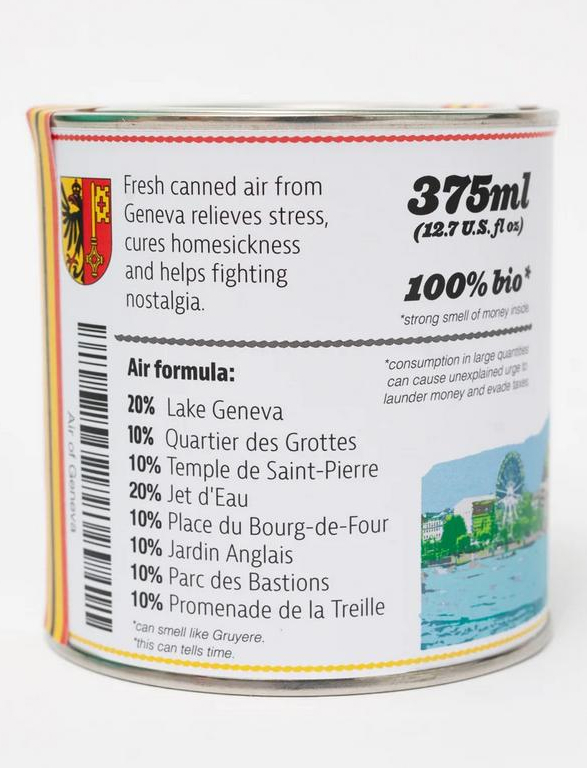 Fresh canned air from
Geneva relieves stress,
cures homesickness
and helps fighting
nostalgia.
375ml
(12.7 U.S. fl oz)
100% bio*
*strong smell of money inside
*consumption in large quantities
can cause unexplained urge to
launder money and evade taxes
Air formula:
20% Lake Geneva
10% Quartier des Grottes
10% Temple de Saint-Pierre
20% Jet d'Eau
10% Place du Bourg-de-Four
10% Jardin Anglais
10% Parc des Bastions
10% Promenade de la Treille
*can smell like Gruyere.
*this can tells time.
Air of Geneva